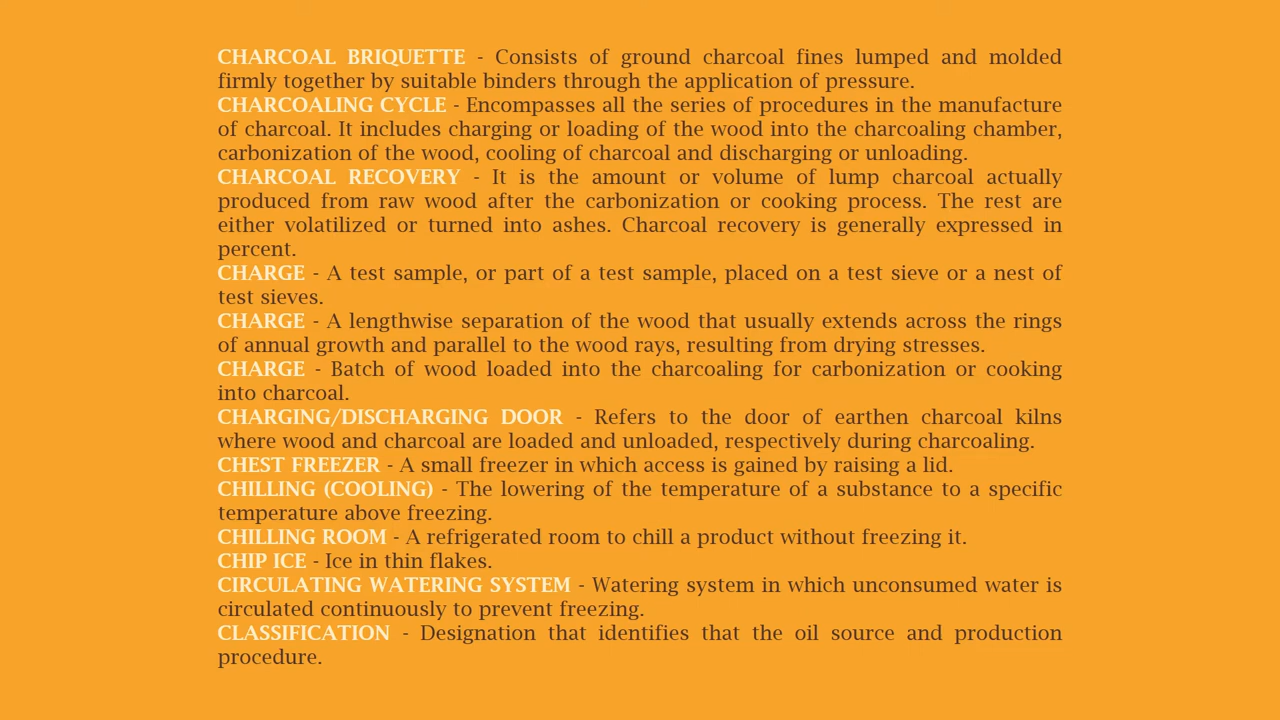 CHARCOAL BRIQUETTE - Consists of ground charcoal fines lumped and molded
firmly together by suitable binders through the application of pressure.
CHARCOALING CYCLE - Encompasses all the series of procedures in the manufacture
of charcoal. It includes charging or loading of the wood into the charcoaling chamber,
carbonization of the wood, cooling of charcoal and discharging or unloading.
CHARCOAL RECOVERY - It is the amount or volume of lump charcoal actually
produced from raw wood after the carbonization or cooking process. The rest are
either volatilized or turned into ashes. Charcoal recovery is generally expressed in
percent.
CHARGE - A test sample, or part of a test sample, placed on a test sieve or a nest of
test sieves.
CHARGE - A lengthwise separation of the wood that usually extends across the rings
of annual growth and parallel to the wood rays, resulting from drying stresses.
CHARGE - Batch of wood loaded into the charcoaling for carbonization or cooking
into charcoal.
CHARGING/DISCHARGING DOOR - Refers to the door of earthen charcoal kilns
where wood and charcoal are loaded and unloaded, respectively during charcoaling.
CHEST FREEZER - A small freezer in which access is gained by raising a lid.
CHILLING (COOLING) - The lowering of the temperature of a substance to a specific
temperature above freezing.
CHILLING ROOM - A refrigerated room to chill a product without freezing it.
CHIP ICE - Ice in thin flakes.
CIRCULATING WATERING SYSTEM - Watering system in which unconsumed water is
circulated continuously to prevent freezing.
CLASSIFICATION - Designation that identifies that the oil source and production
procedure.